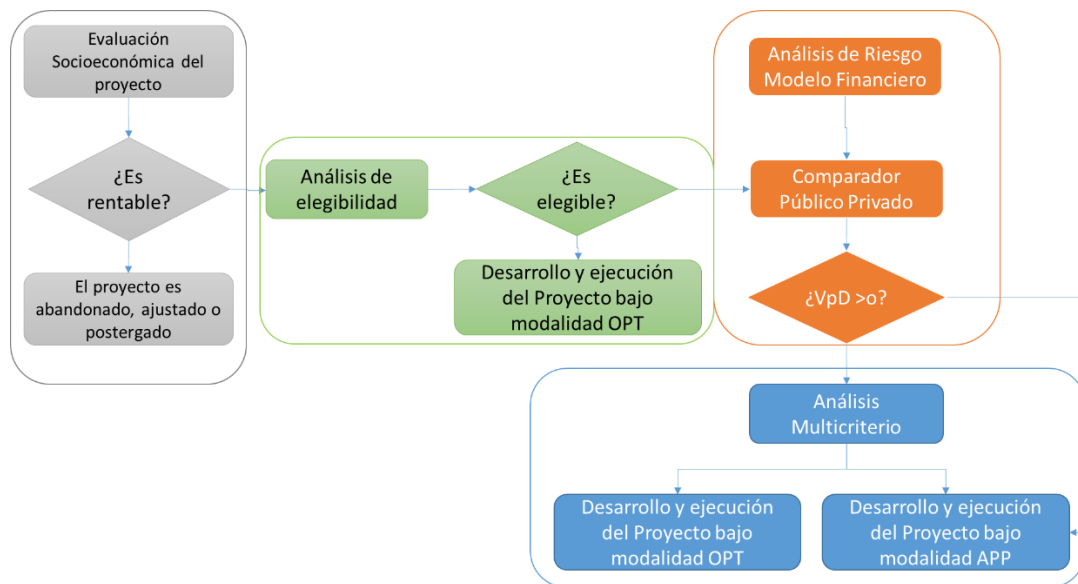 Evaluación
Socioeconómica del
proyecto
¿Es
rentable?
El proyecto es
abandonado, ajustado o
postergado
Análisis de
elegibilidad
¿Es
elegible?
Desarrollo y ejecución
del Proyecto bajo
modalidad OPT
Análisis de Riesgo
Modelo Financiero
Comparador
Público Privado
¿VpD >o?
Análisis
Multicriterio
Desarrollo y ejecución
del Proyecto bajo
modalidad OPT
Desarrollo y ejecución
del Proyecto bajo
modalidad APP